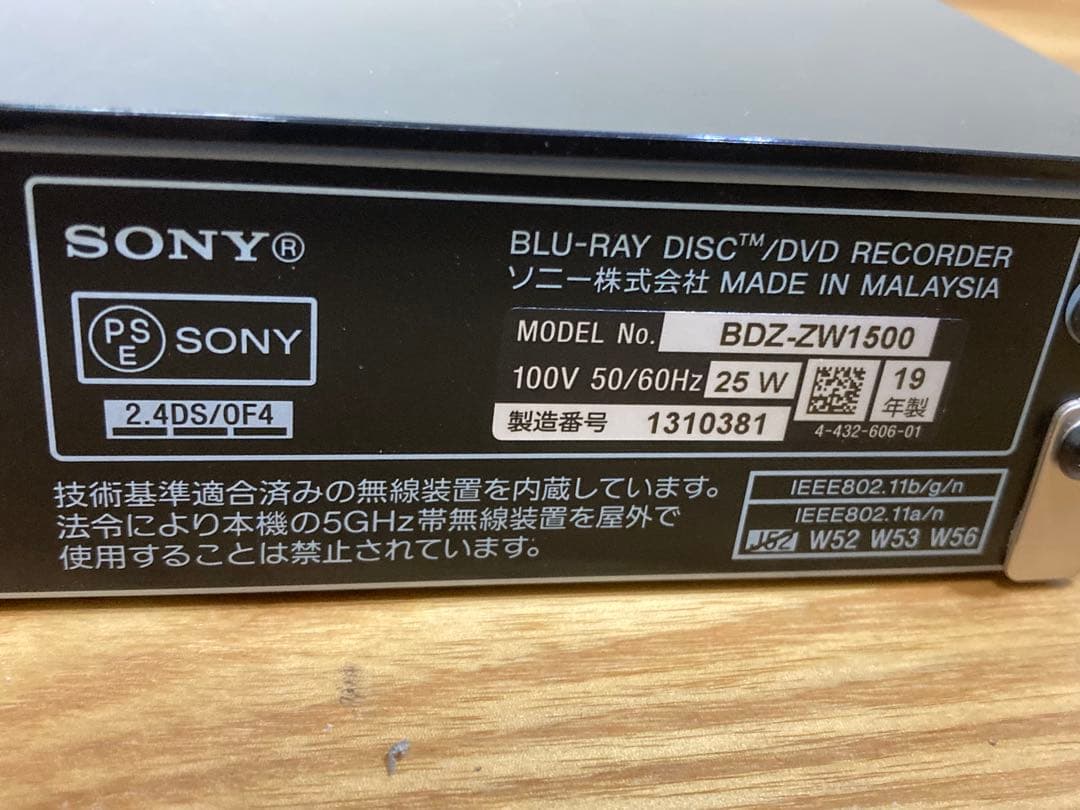 SONY®
PSE SONY
2.4DS/OF4
BLU-RAY DISC™/DVD RECORDER
ソニー株式会社 MADE IN MALAYSIA
MODEL No. BDZ-ZW1500
100V 50/60Hz 25 W
19
年製
製造番号 1310381
4-432-606-01
技術基準適合済みの無線装置を内蔵しています。
法令により本機の5GHz帯無線装置を屋外で
使用することは禁止されています。
IEEE802.11b/g/n
IEEE802.11a/n
J52 W52 W53 W56